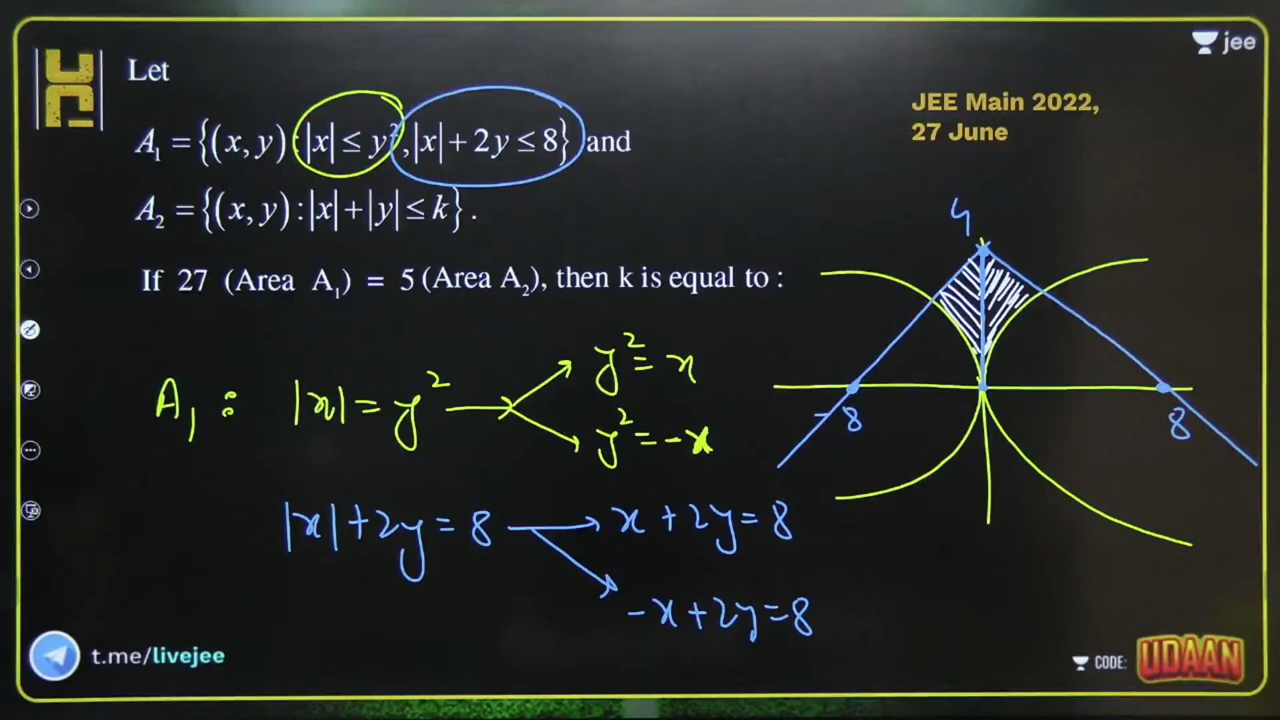 Let
jee
JEE Main 2022,
27 June
A₁ = {(x, y) : |x| ≤ y², |x| + 2y ≤ 8} and
A₂ = {(x, y) : |x| + |y| ≤ k}.
If 27 (Area A₁) = 5 (Area A₂), then k is equal to :
4
-8
8
A₁ : |x| = y²
y² = x
y² = -x
|x| + 2y = 8
x + 2y = 8
-x + 2y = 8
t.me/livejee
CODE: UDAAN